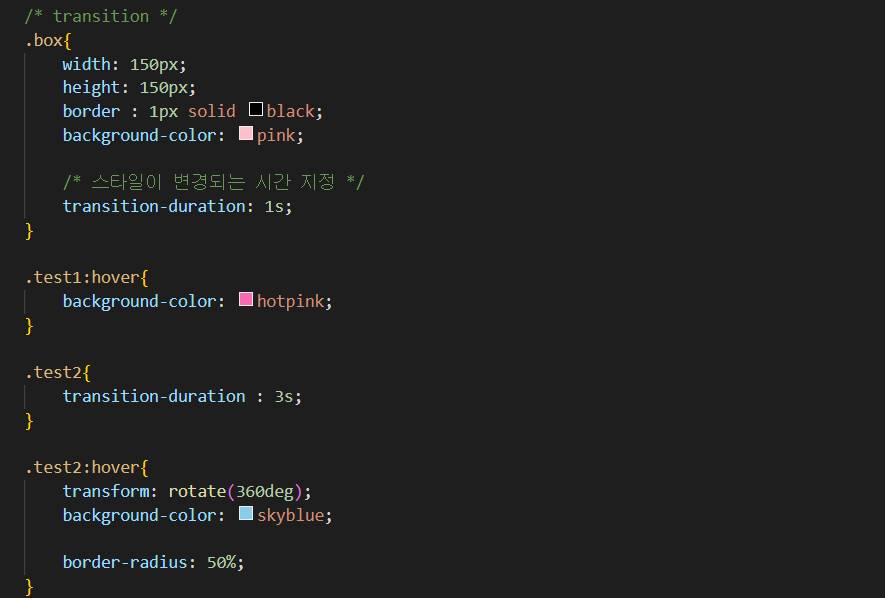 /* transition */
.box{
width: 150px;
height: 150px;
border : 1px solid black;
background-color: pink;
/* 스타일이 변경되는 시간 지정 */
transition-duration: 1s;
}
.test1:hover{
background-color: hotpink;
}
.test2{
transition-duration : 3s;
}
.test2:hover{
transform: rotate(360deg);
background-color: skyblue;
border-radius: 50%;
}